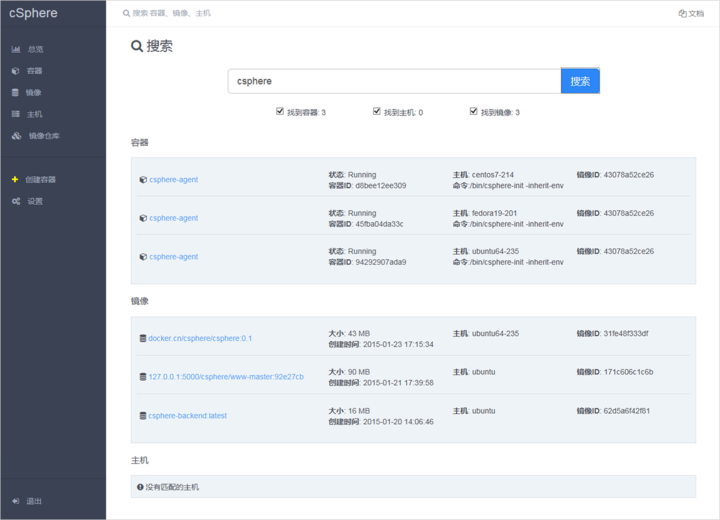 cSphere
搜索 容器、镜像、主机
文档
总览
容器
镜像
主机
镜像仓库
创建容器
设置
退出
搜索
csphere
搜索
找到容器: 3
找到主机: 0
找到镜像: 3
容器
csphere-agent
状态: Running
容器ID: d8bee12ee309
主机: centos7-214
命令:/bin/csphere-init -inherit-env
镜像ID: 43078a52ce26
csphere-agent
状态: Running
容器ID: 45fba04da33c
主机: fedora19-201
命令:/bin/csphere-init -inherit-env
镜像ID: 43078a52ce26
csphere-agent
状态: Running
容器ID: 94292907ada9
主机: ubuntu64-235
命令:/bin/csphere-init -inherit-env
镜像ID: 43078a52ce26
镜像
docker.cn/csphere/csphere:0.1
大小: 43 MB
创建时间: 2015-01-23 17:15:34
主机: ubuntu64-235
镜像ID: 31fe48f333df
127.0.0.1:5000/csphere/www-master:92e27cb
大小: 90 MB
创建时间: 2015-01-21 17:39:58
主机: ubuntu
镜像ID: 171c606c1c6b
csphere-backend:latest
大小: 16 MB
创建时间: 2015-01-20 14:06:46
主机: ubuntu
镜像ID: 62d5a6f42f81
主机
没有匹配的主机